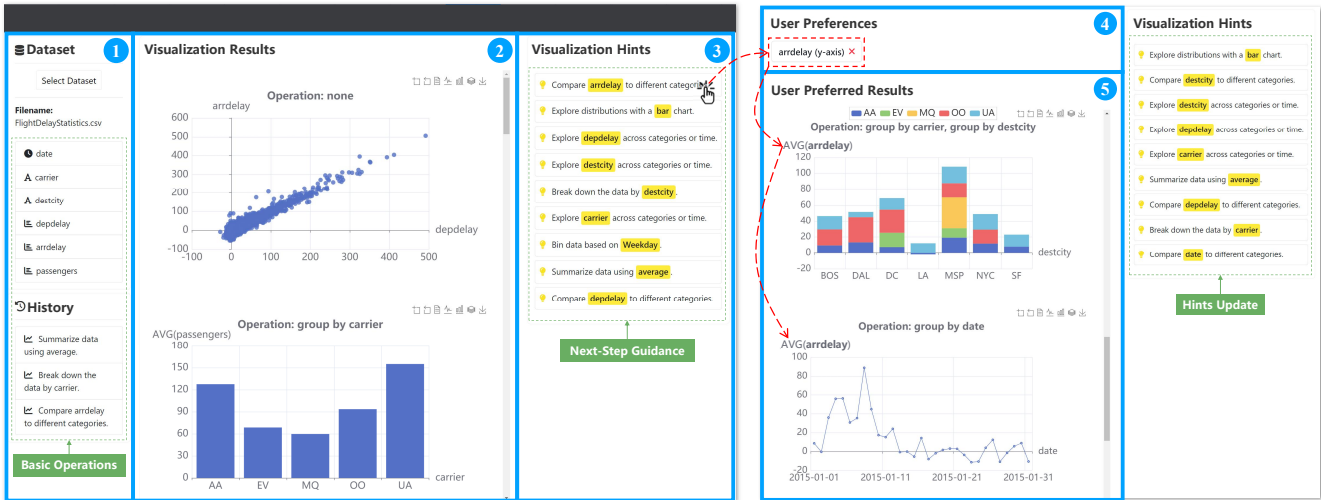 Dataset
1
Select Dataset
Filename:
FlightDelayStatistics.csv
date
carrier
destcity
depdelay
arrdelay
passengers
History
Summarize data
using average.
Break down the
data by carrier.
Compare arrdelay
to different categories.
Basic Operations
Visualization Results
2
Operation: none
arrdelay
600
500
400
300
200
100
0
-100
-100 0 100 200 300 400 500
depdelay
Operation: group by carrier
AVG(passengers)
180
150
120
90
60
30
0
AA EV MQ OO UA
carrier
Visualization Hints
3
Compare arrdelay to different categories.
Explore distributions with a bar chart.
Explore depdelay across categories or time.
Explore destcity across categories or time.
Break down the data by destcity.
Explore carrier across categories or time.
Bin data based on Weekday.
Summarize data using average.
Compare depdelay to different categories.
Next-Step Guidance
User Preferences
4
arrdelay (y-axis) ×
User Preferred Results
5
AA EV MQ OO UA
Operation: group by carrier, group by destcity
AVG(arrdelay)
120
100
80
60
40
20
0
-20
BOS DAL DC LA MSP NYC SF
destcity
Operation: group by date
AVG(arrdelay)
100
80
60
40
20
0
-20
2015-01-01 2015-01-11 2015-01-21 2015-01-31
date
Visualization Hints
Explore distributions with a bar chart.
Compare destcity to different categories.
Explore destcity across categories or time.
Explore depdelay across categories or time.
Explore carrier across categories or time.
Summarize data using average.
Compare depdelay to different categories.
Break down the data by carrier.
Compare date to different categories.
Hints Update